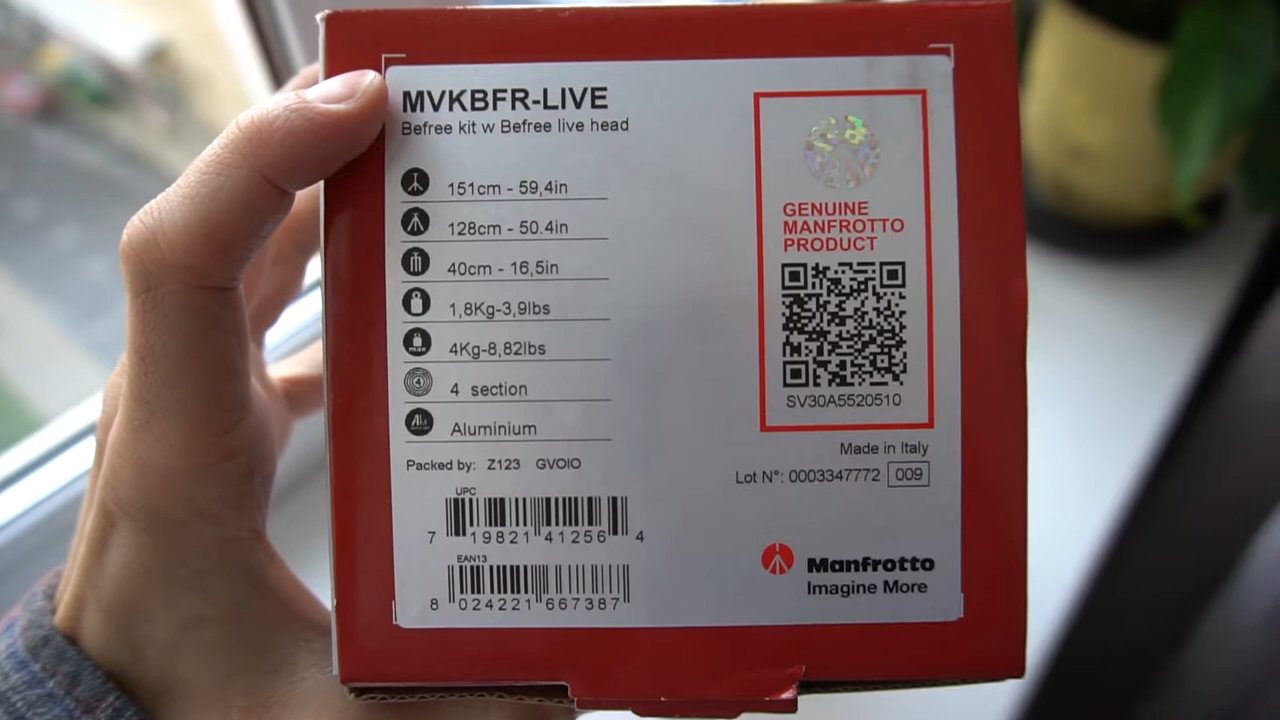 MVKBFR-LIVE
Befree kit w Befree live head
151cm - 59,4in
128cm - 50.4in
40cm - 16,5in
1,8Kg-3,9lbs
4Kg-8,82lbs
4 section
Aluminium
Packed by: Z123 GVOIO
UPC
7 19821 41256 4
EAN13
8 024221 667387
GENUINE
MANFROTTO
PRODUCT
SV30A5520510
Made in Italy
Lot N°: 0003347772 009
Manfrotto
Imagine More